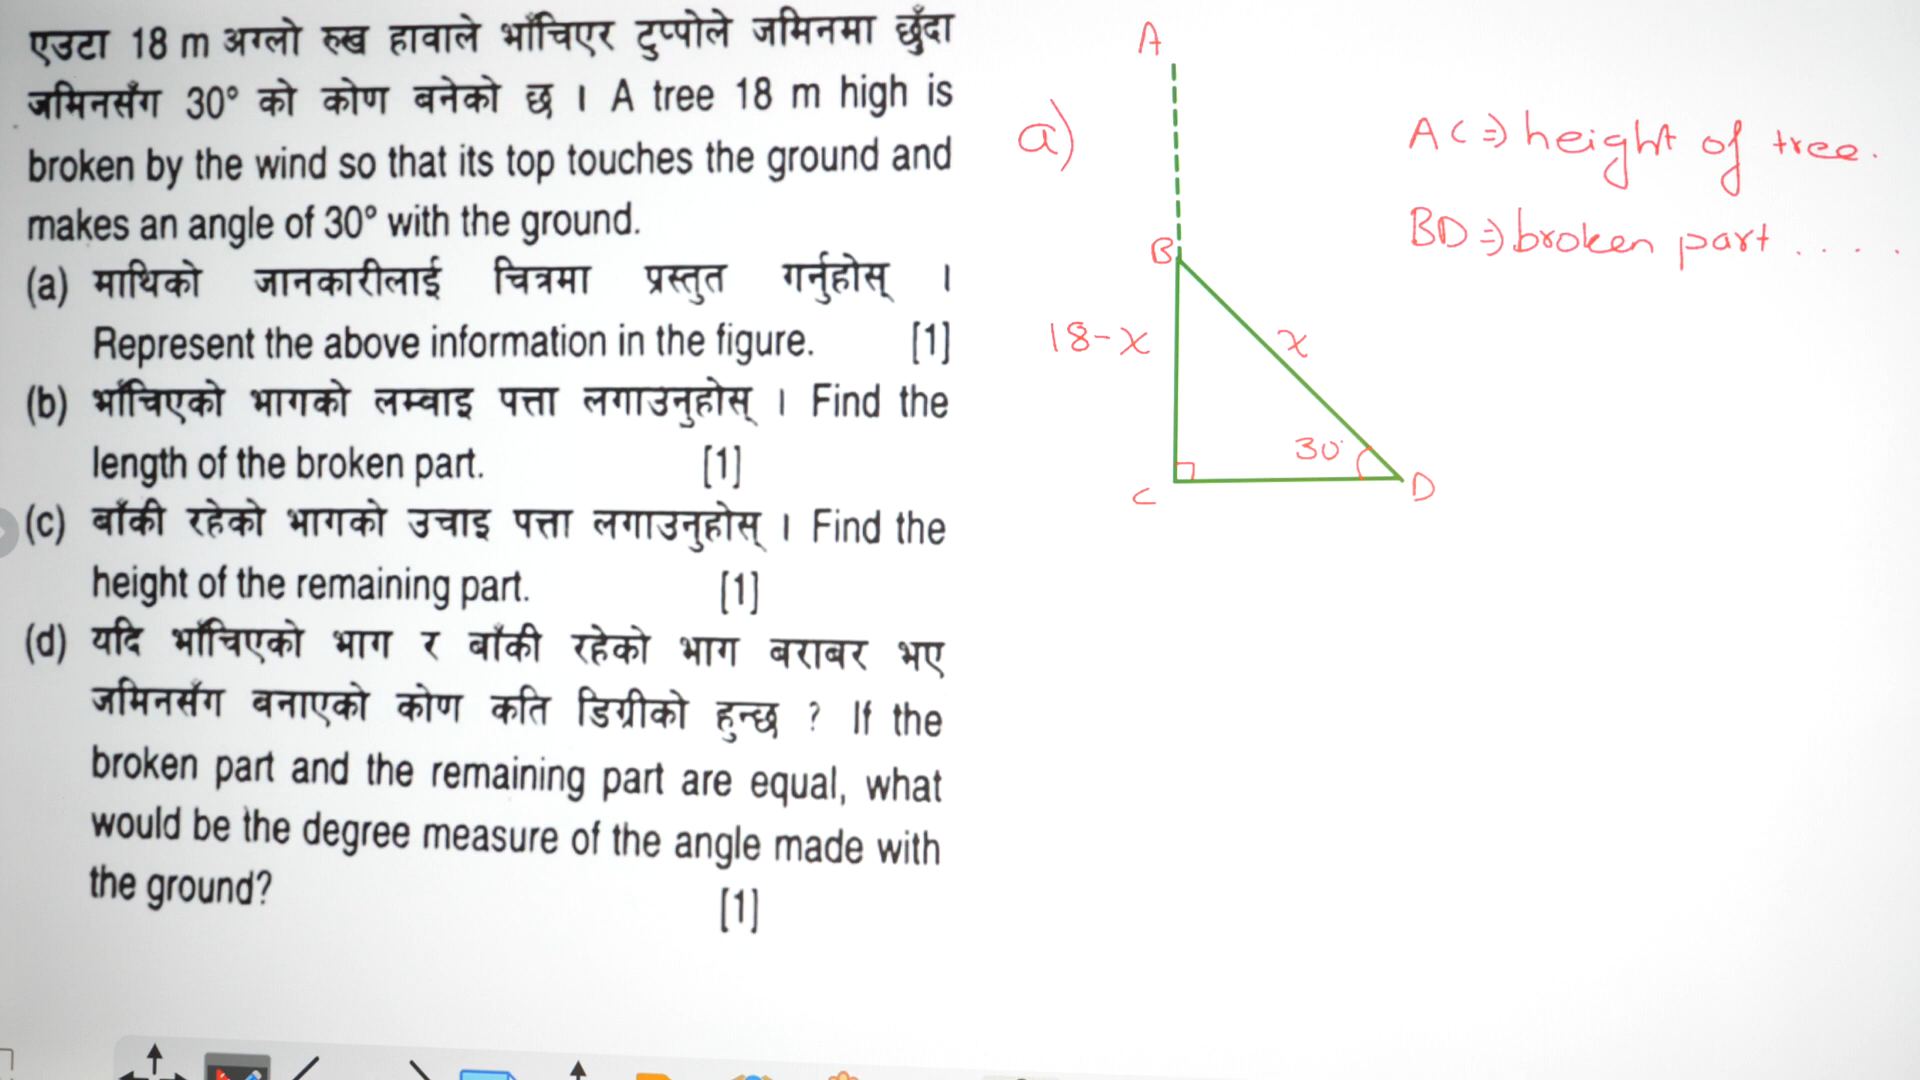 एउटा 18 m अग्लो रुख हावाले भाँचिएर टुप्पोले जमिनमा छुँदा
जमिनसँग 30° को कोण बनेको छ । A tree 18 m high is
broken by the wind so that its top touches the ground and
makes an angle of 30° with the ground.
(a) माथिको जानकारीलाई चित्रमा प्रस्तुत गर्नुहोस् ।
Represent the above information in the figure. [1]
(b) भाँचिएको भागको लम्वाइ पत्ता लगाउनुहोस् । Find the
length of the broken part. [1]
(c) बाँकी रहेको भागको उचाइ पत्ता लगाउनुहोस् । Find the
height of the remaining part. [1]
(d) यदि भाँचिएको भाग र बाँकी रहेको भाग बराबर भए
जमिनसँग बनाएको कोण कति डिग्रीको हुन्छ ? If the
broken part and the remaining part are equal, what
would be the degree measure of the angle made with
the ground? [1]
a)
A
B
18-x
x
30°
C
D
AC ⇒ height of tree.
BD ⇒ broken part . . . .